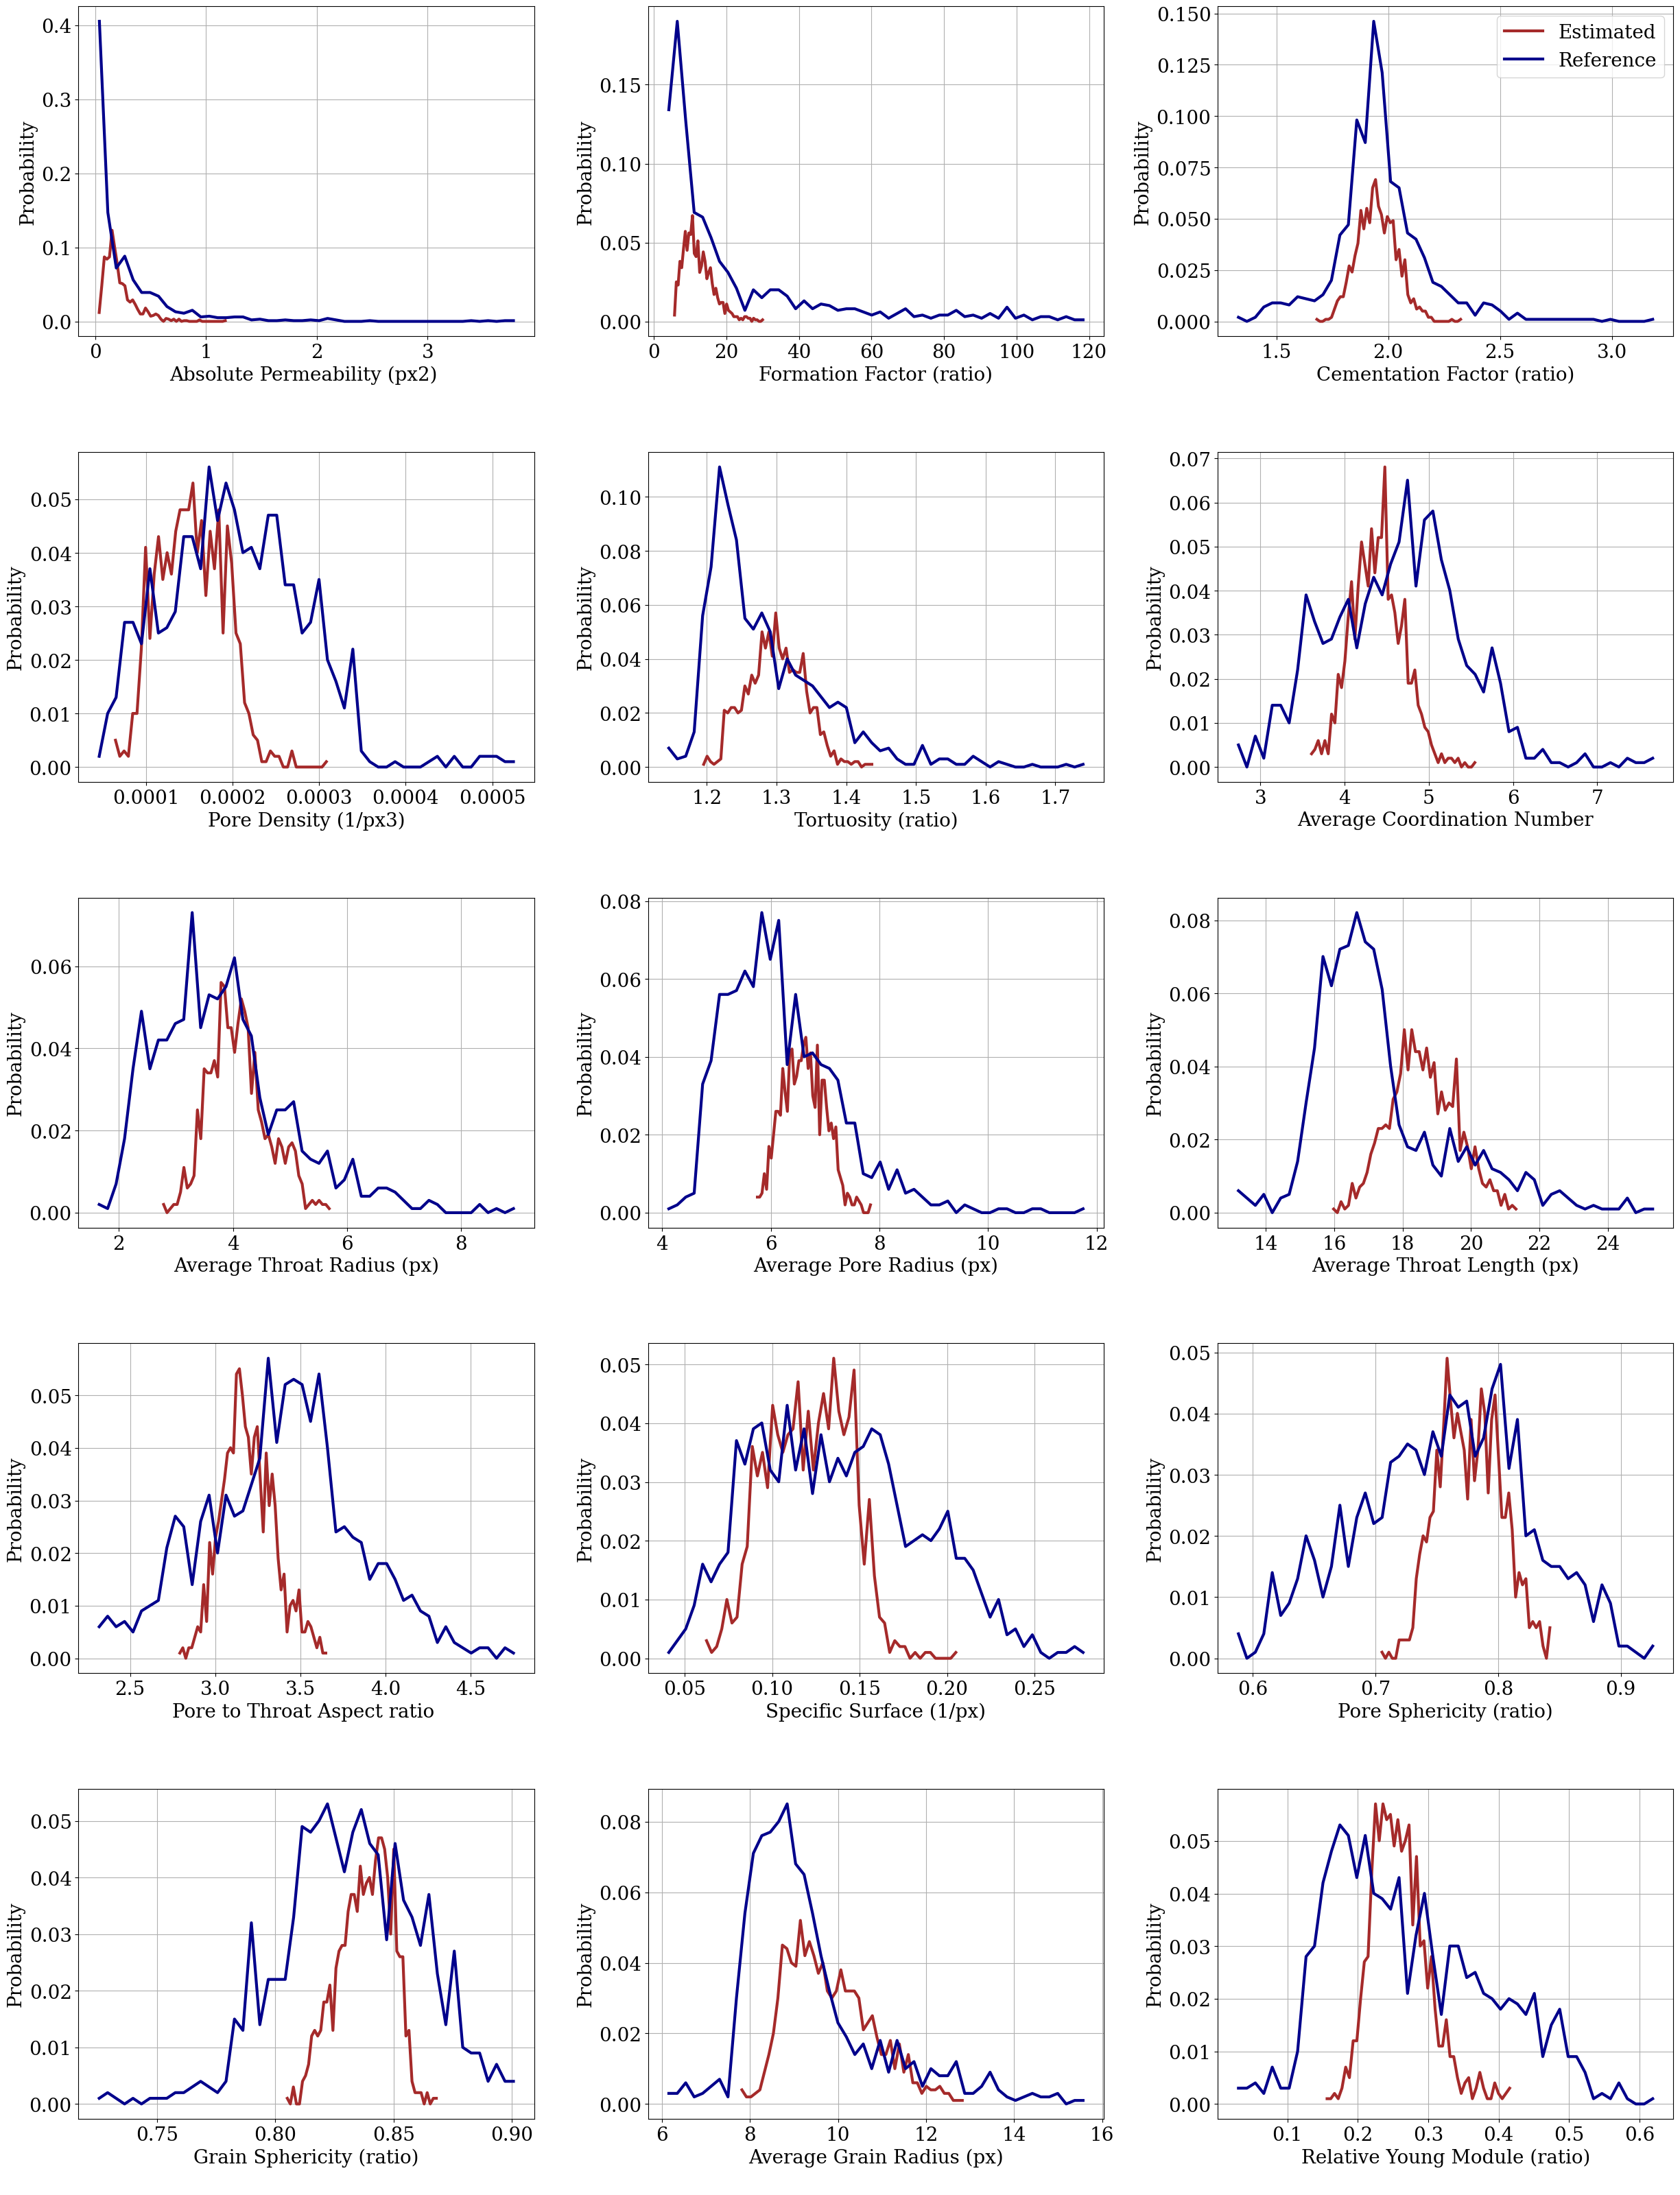 0.4
0.3
0.2
0.1
0.0
Probability
0 1 2 3
Absolute Permeability (px2)
0.15
0.10
0.05
0.00
Probability
0 20 40 60 80 100 120
Formation Factor (ratio)
0.150
0.125
0.100
0.075
0.050
0.025
0.000
Probability
Estimated
Reference
1.5 2.0 2.5 3.0
Cementation Factor (ratio)
0.05
0.04
0.03
0.02
0.01
0.00
Probability
0.0001 0.0002 0.0003 0.0004 0.0005
Pore Density (1/px3)
0.10
0.08
0.06
0.04
0.02
0.00
Probability
1.2 1.3 1.4 1.5 1.6 1.7
Tortuosity (ratio)
0.07
0.06
0.05
0.04
0.03
0.02
0.01
0.00
Probability
3 4 5 6 7
Average Coordination Number
0.06
0.04
0.02
0.00
Probability
2 4 6 8
Average Throat Radius (px)
0.08
0.06
0.04
0.02
0.00
Probability
4 6 8 10 12
Average Pore Radius (px)
0.08
0.06
0.04
0.02
0.00
Probability
14 16 18 20 22 24
Average Throat Length (px)
0.05
0.04
0.03
0.02
0.01
0.00
Probability
2.5 3.0 3.5 4.0 4.5
Pore to Throat Aspect ratio
0.05
0.04
0.03
0.02
0.01
0.00
Probability
0.05 0.10 0.15 0.20 0.25
Specific Surface (1/px)
0.05
0.04
0.03
0.02
0.01
0.00
Probability
0.6 0.7 0.8 0.9
Pore Sphericity (ratio)
0.05
0.04
0.03
0.02
0.01
0.00
Probability
0.75 0.80 0.85 0.90
Grain Sphericity (ratio)
0.08
0.06
0.04
0.02
0.00
Probability
6 8 10 12 14 16
Average Grain Radius (px)
0.05
0.04
0.03
0.02
0.01
0.00
Probability
0.1 0.2 0.3 0.4 0.5 0.6
Relative Young Module (ratio)